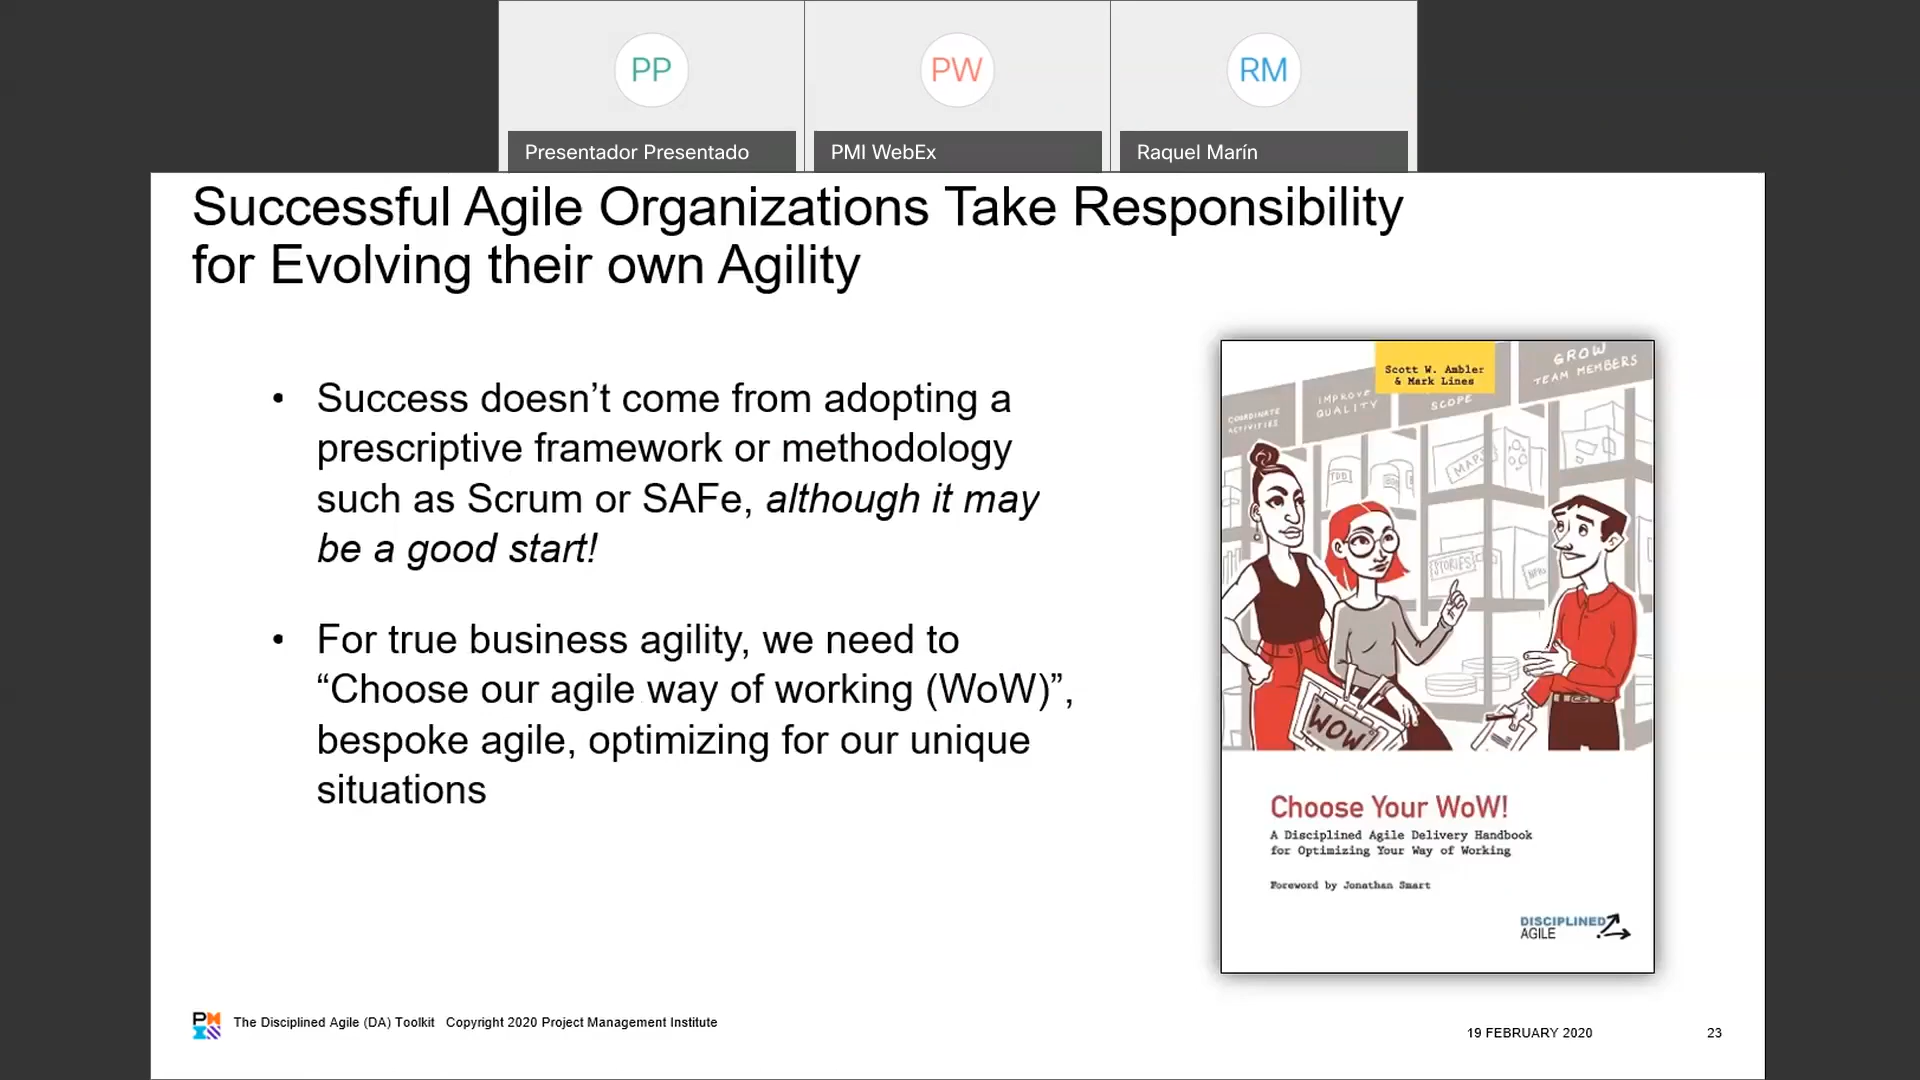 PP
PW
RM
Presentador Presentado
PMI WebEx
Raquel Marín
Successful Agile Organizations Take Responsibility
for Evolving their own Agility
• Success doesn’t come from adopting a
prescriptive framework or methodology
such as Scrum or SAFe, although it may
be a good start!
• For true business agility, we need to
“Choose our agile way of working (WoW)”,
bespoke agile, optimizing for our unique
situations
Scott W. Ambler
& Mark Lines
GROW
TEAM MEMBERS
IMPROVE
QUALITY
SCOPE
COORDINATE
ACTIVITIES
MAPS
TDD
STORIES
WOW
Choose Your WoW!
A Disciplined Agile Delivery Handbook
for Optimizing Your Way of Working
Foreword by Jonathan Smart
DISCIPLINED
AGILE
The Disciplined Agile (DA) Toolkit Copyright 2020 Project Management Institute
19 FEBRUARY 2020
23